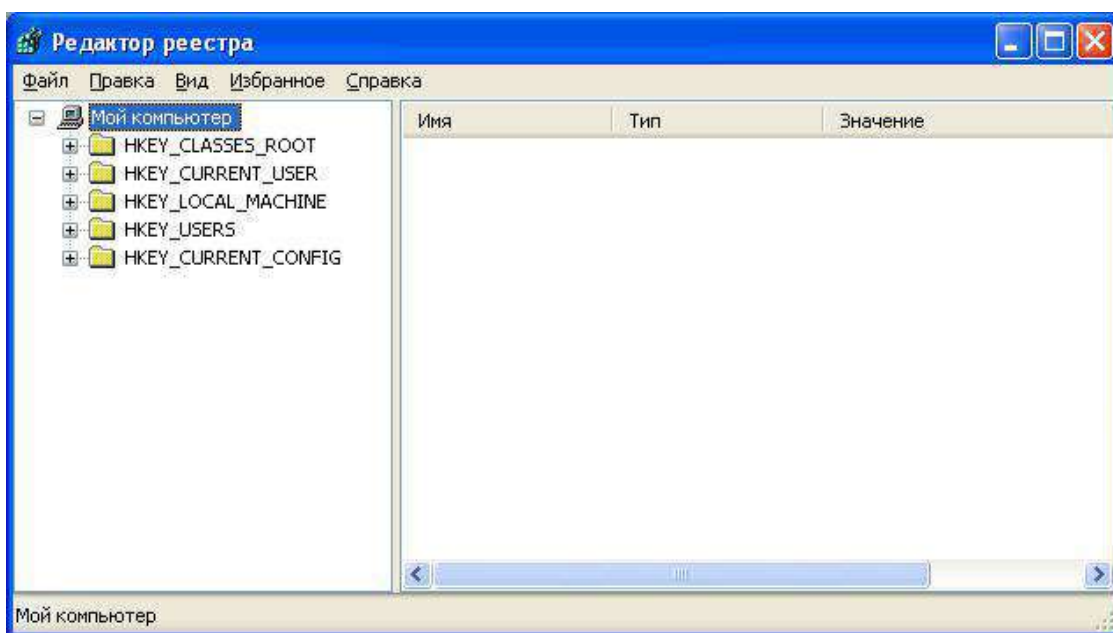 Редактор реестра
Файл Правка Вид Избранное Справка
Мой компьютер
HKEY_CLASSES_ROOT
HKEY_CURRENT_USER
HKEY_LOCAL_MACHINE
HKEY_USERS
HKEY_CURRENT_CONFIG
Имя Тип Значение
Мой компьютер